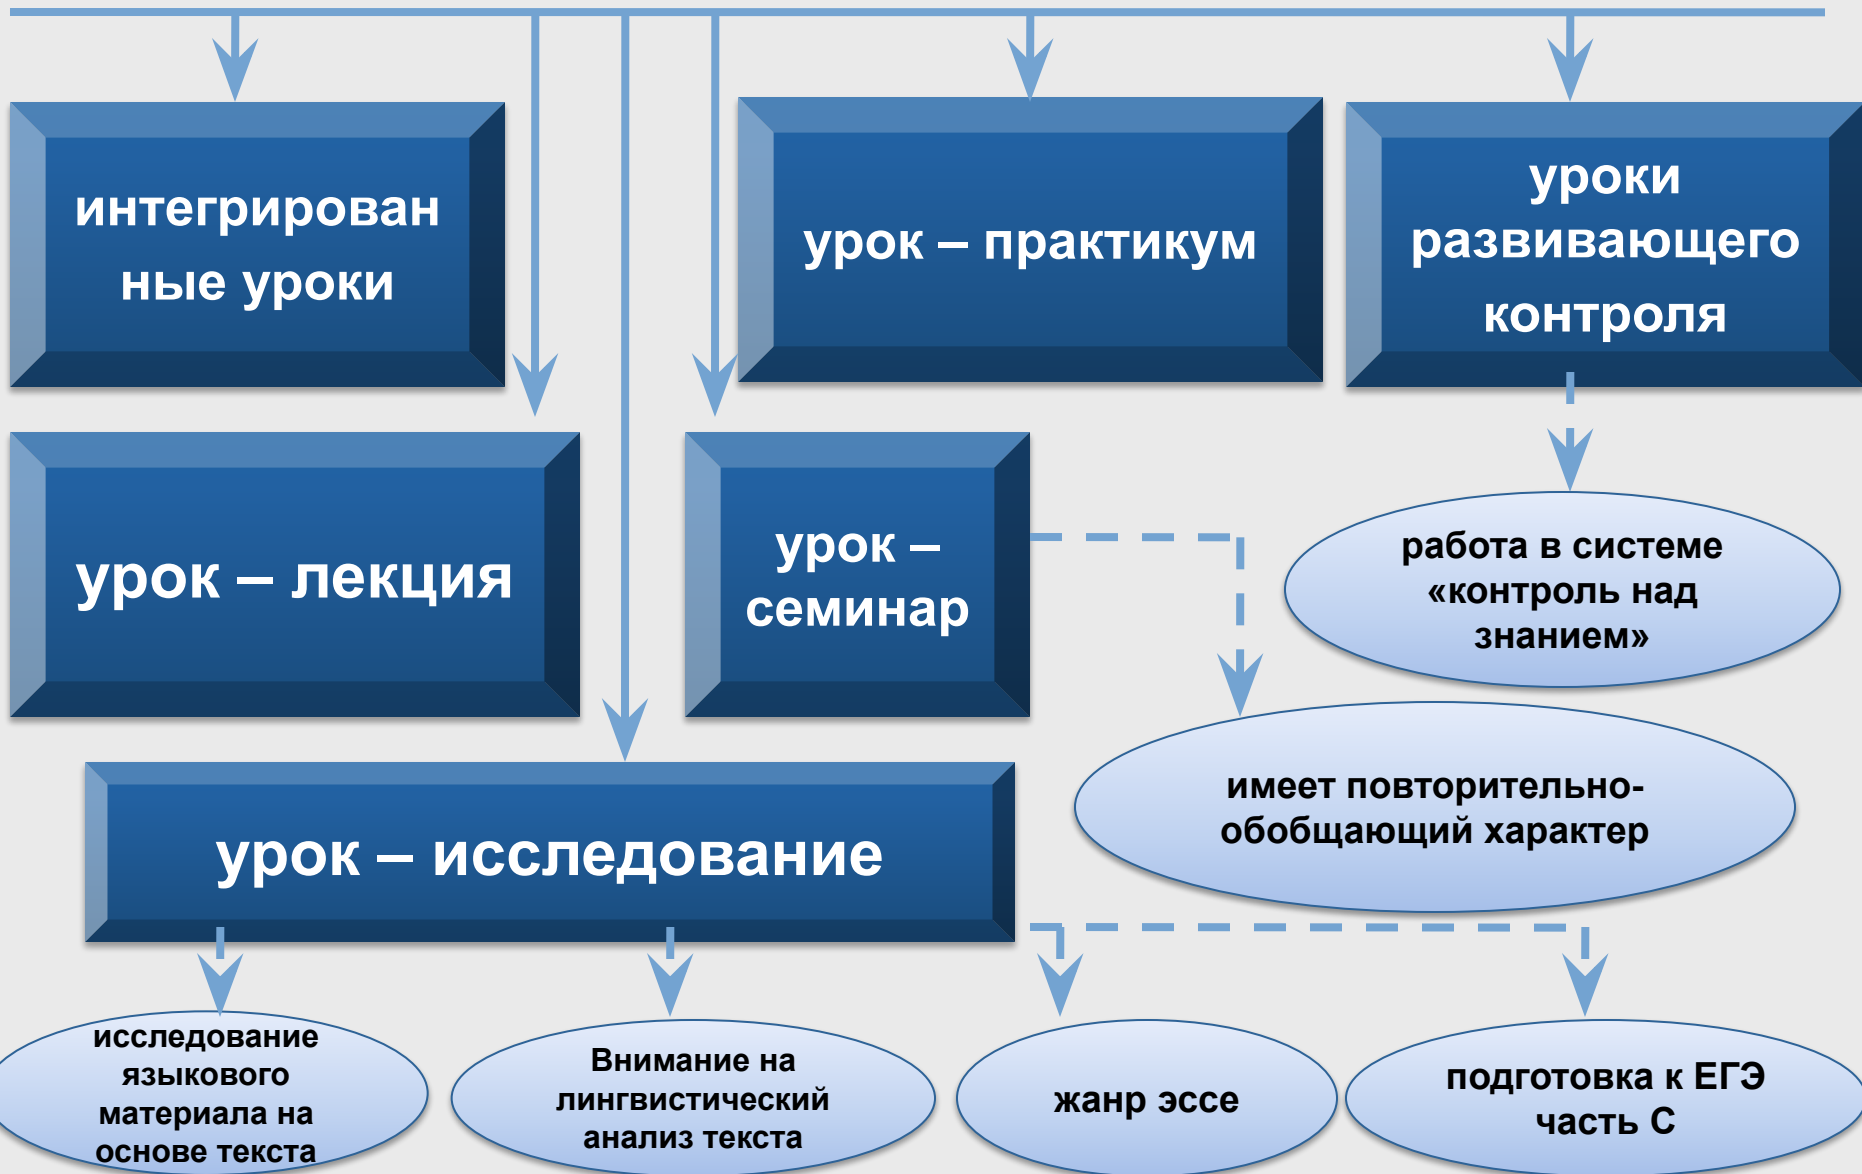 интегрирован
ные уроки
урок – практикум
уроки
развивающего
контроля
урок – лекция
урок –
семинар
работа в системе
«контроль над
знанием»
имеет повторительно-
обобщающий характер
урок – исследование
исследование
языкового
материала на
основе текста
Внимание на
лингвистический
анализ текста
жанр эссе
подготовка к ЕГЭ
часть С